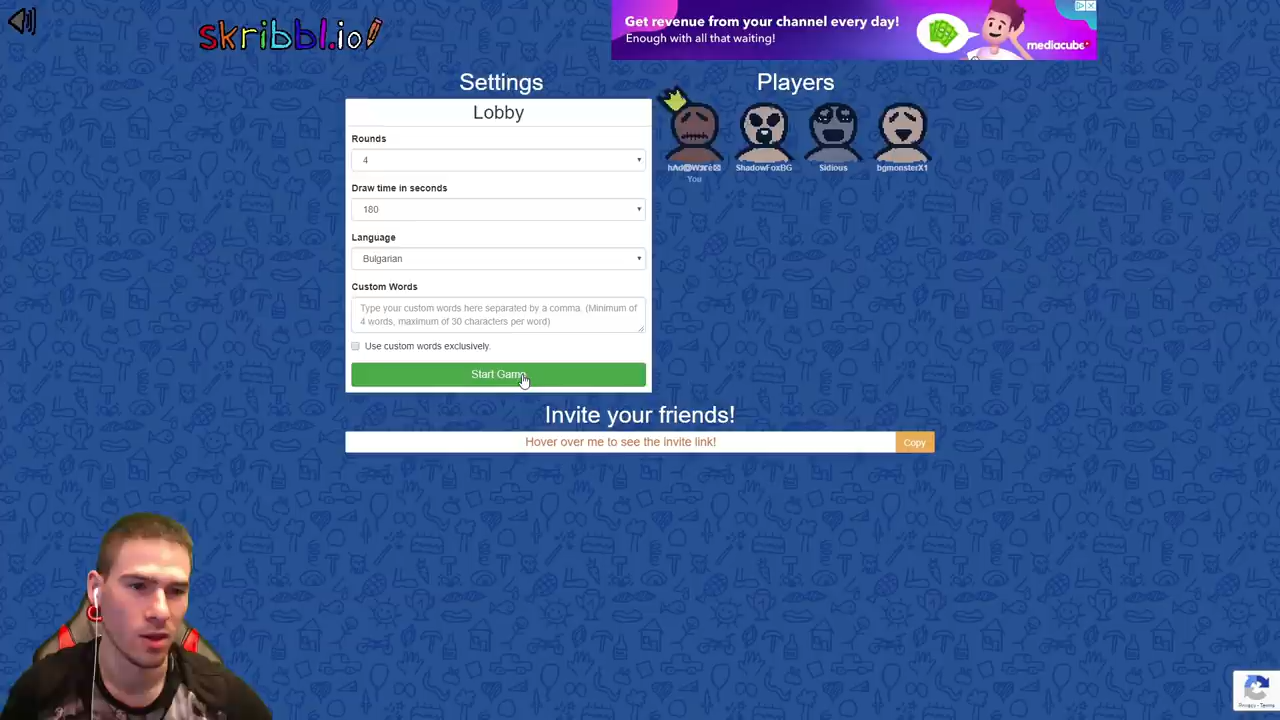 skribbl.io
Get revenue from your channel every day!
Enough with all that waiting!
mediacube
Settings
Players
Lobby
Rounds
4
Draw time in seconds
180
Language
Bulgarian
Custom Words
Type your custom words here separated by a comma. (Minimum of
4 words, maximum of 30 characters per word)
Use custom words exclusively.
Start Game
ShadowFoxBG
Sidious
bgmonsterX1
You
Invite your friends!
Hover over me to see the invite link!
Copy
Privacy - Terms